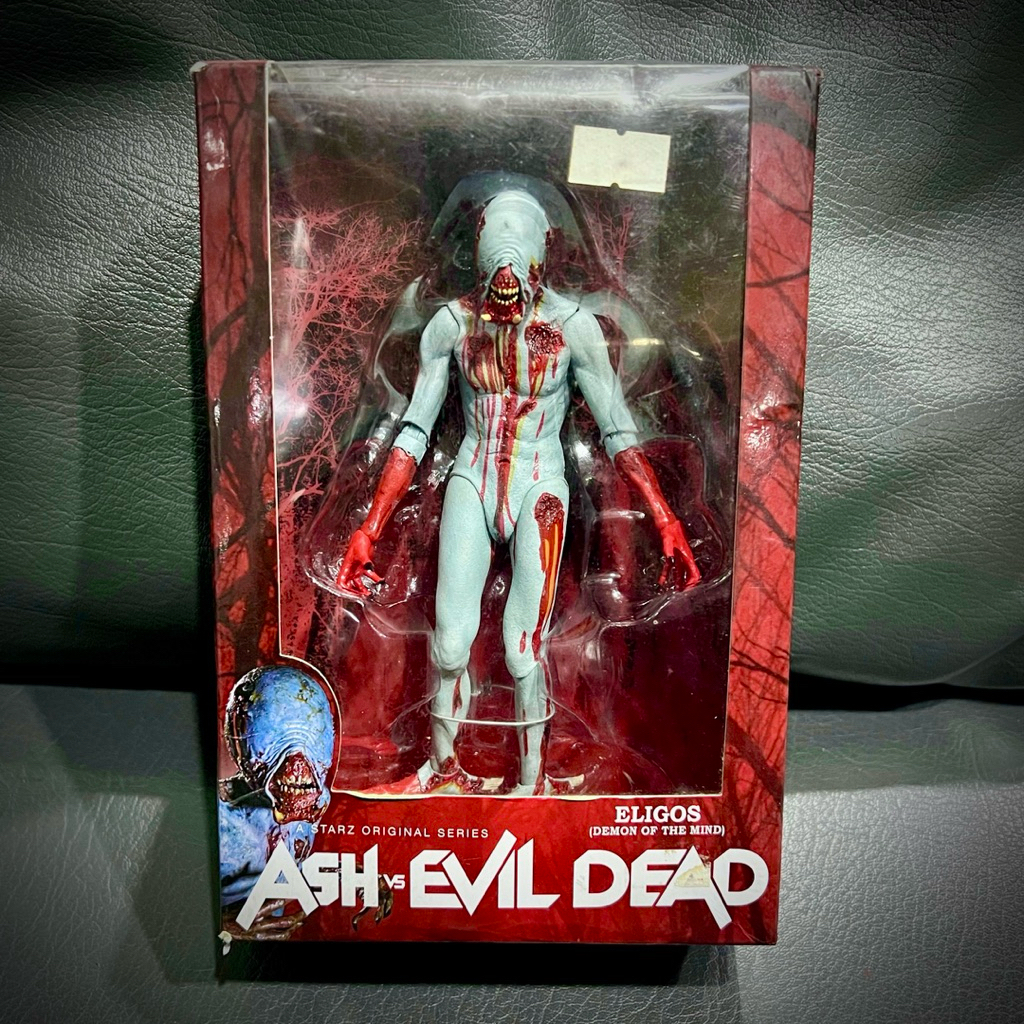 ELIGOS
(DEMON OF THE MIND)
A STARZ ORIGINAL SERIES
ASH VS EVIL DEAD